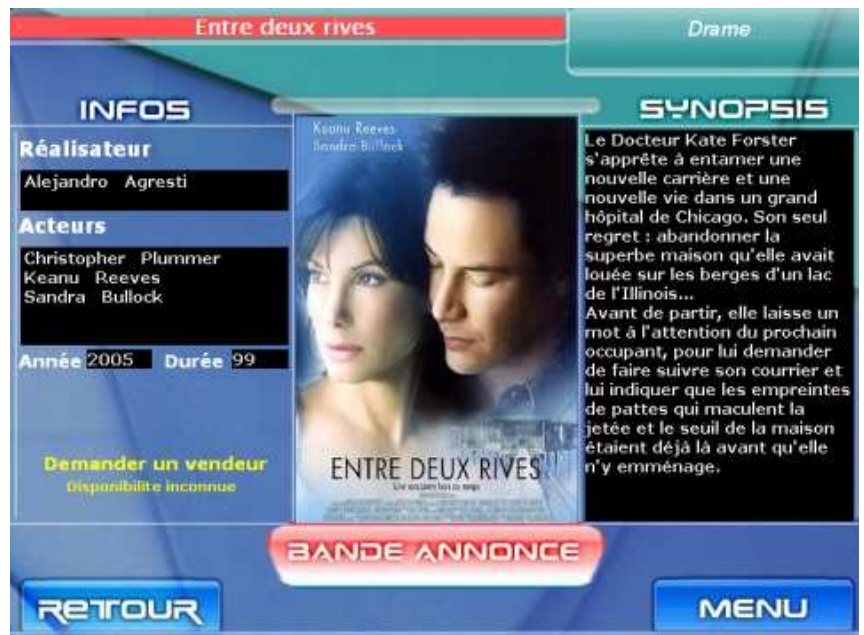 Entre deux rives
Drame
INFOS
Réalisateur
Alejandro Agresti
Acteurs
Christopher Plummer
Keanu Reeves
Sandra Bullock
Année 2005 Durée 99
Demander un vendeur
Disponibilite inconnue
Keanu Reeves
Sandra Bullock
ENTRE DEUX RIVES
SYNOPSIS
Le Docteur Kate Forster
s'apprête à entamer une
nouvelle carrière et une
nouvelle vie dans un grand
hôpital de Chicago. Son seul
regret : abandonner la
superbe maison qu'elle avait
louée sur les berges d'un lac
de l'Illinois...
Avant de partir, elle laisse un
mot à l'attention du prochain
occupant, pour lui demander
de faire suivre son courrier et
lui indiquer que les empreintes
de pattes qui maculent la
jetée et le seuil de la maison
étaient déjà là avant qu'elle
n'y emménage.
BANDE ANNONCE
RETOUR
MENU